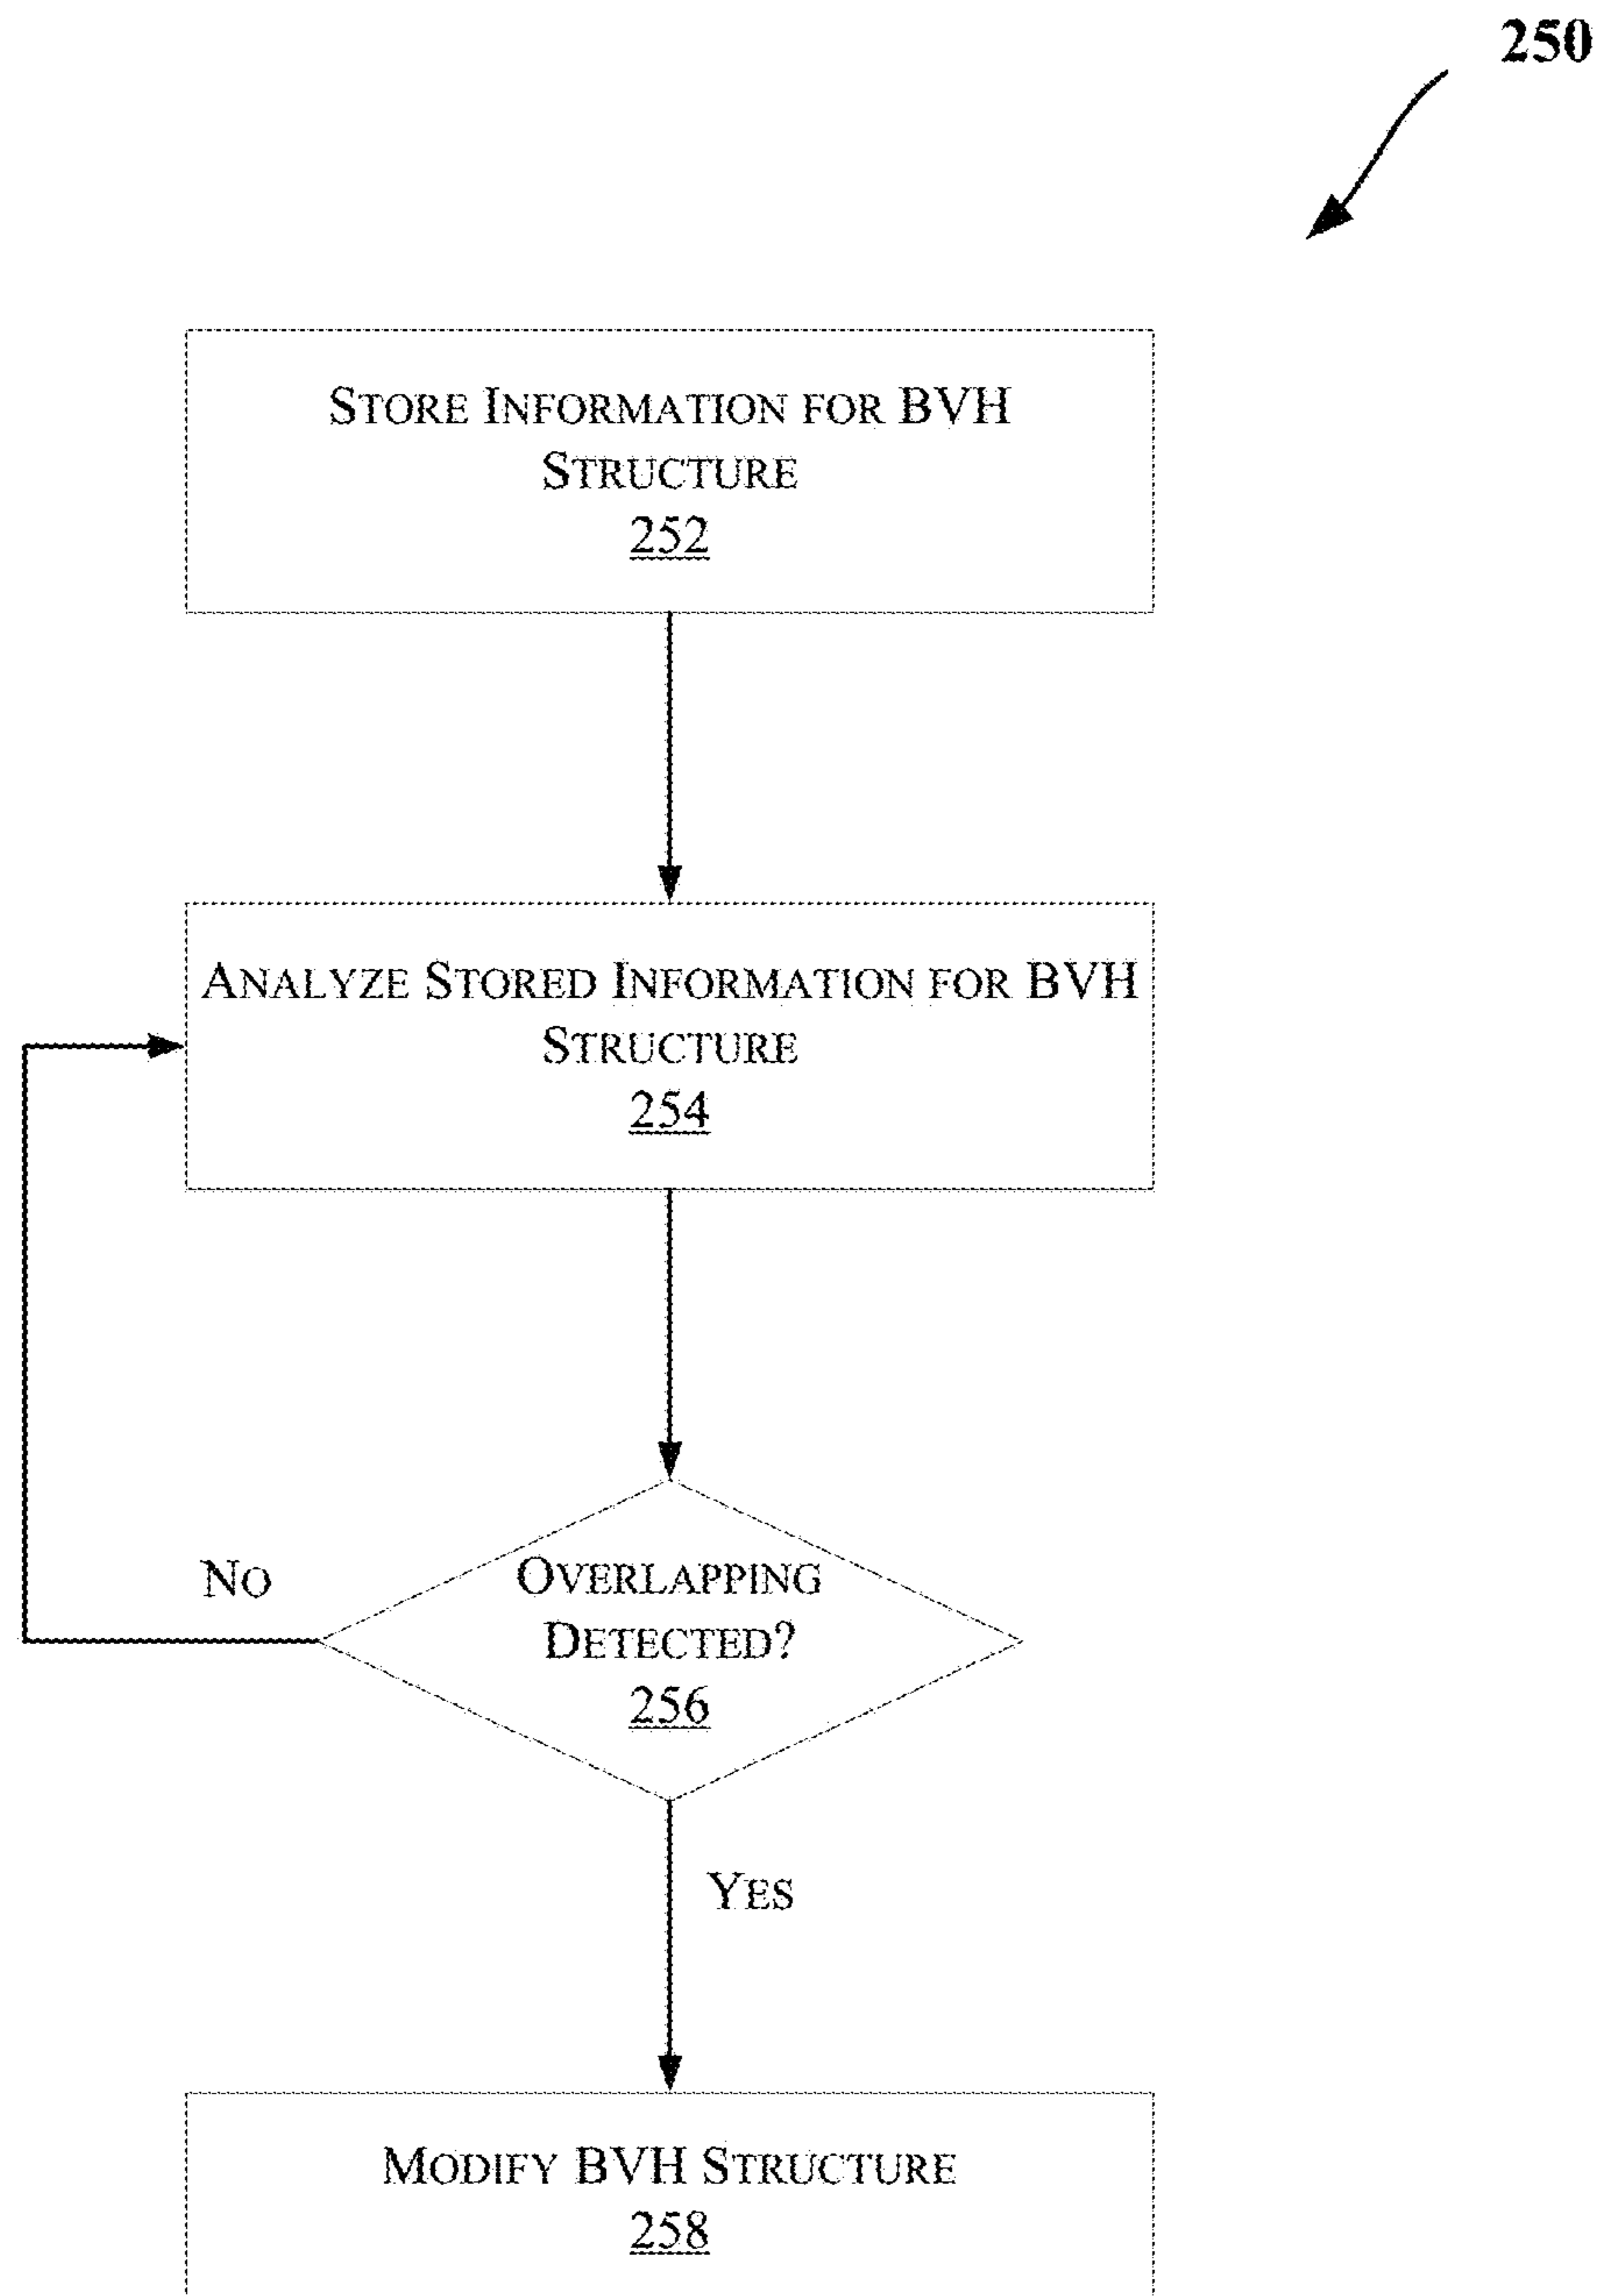 250
STORE INFORMATION FOR BVH
STRUCTURE
252
ANALYZE STORED INFORMATION FOR BVH
STRUCTURE
254
NO
OVERLAPPING
DETECTED?
256
YES
MODIFY BVH STRUCTURE
258